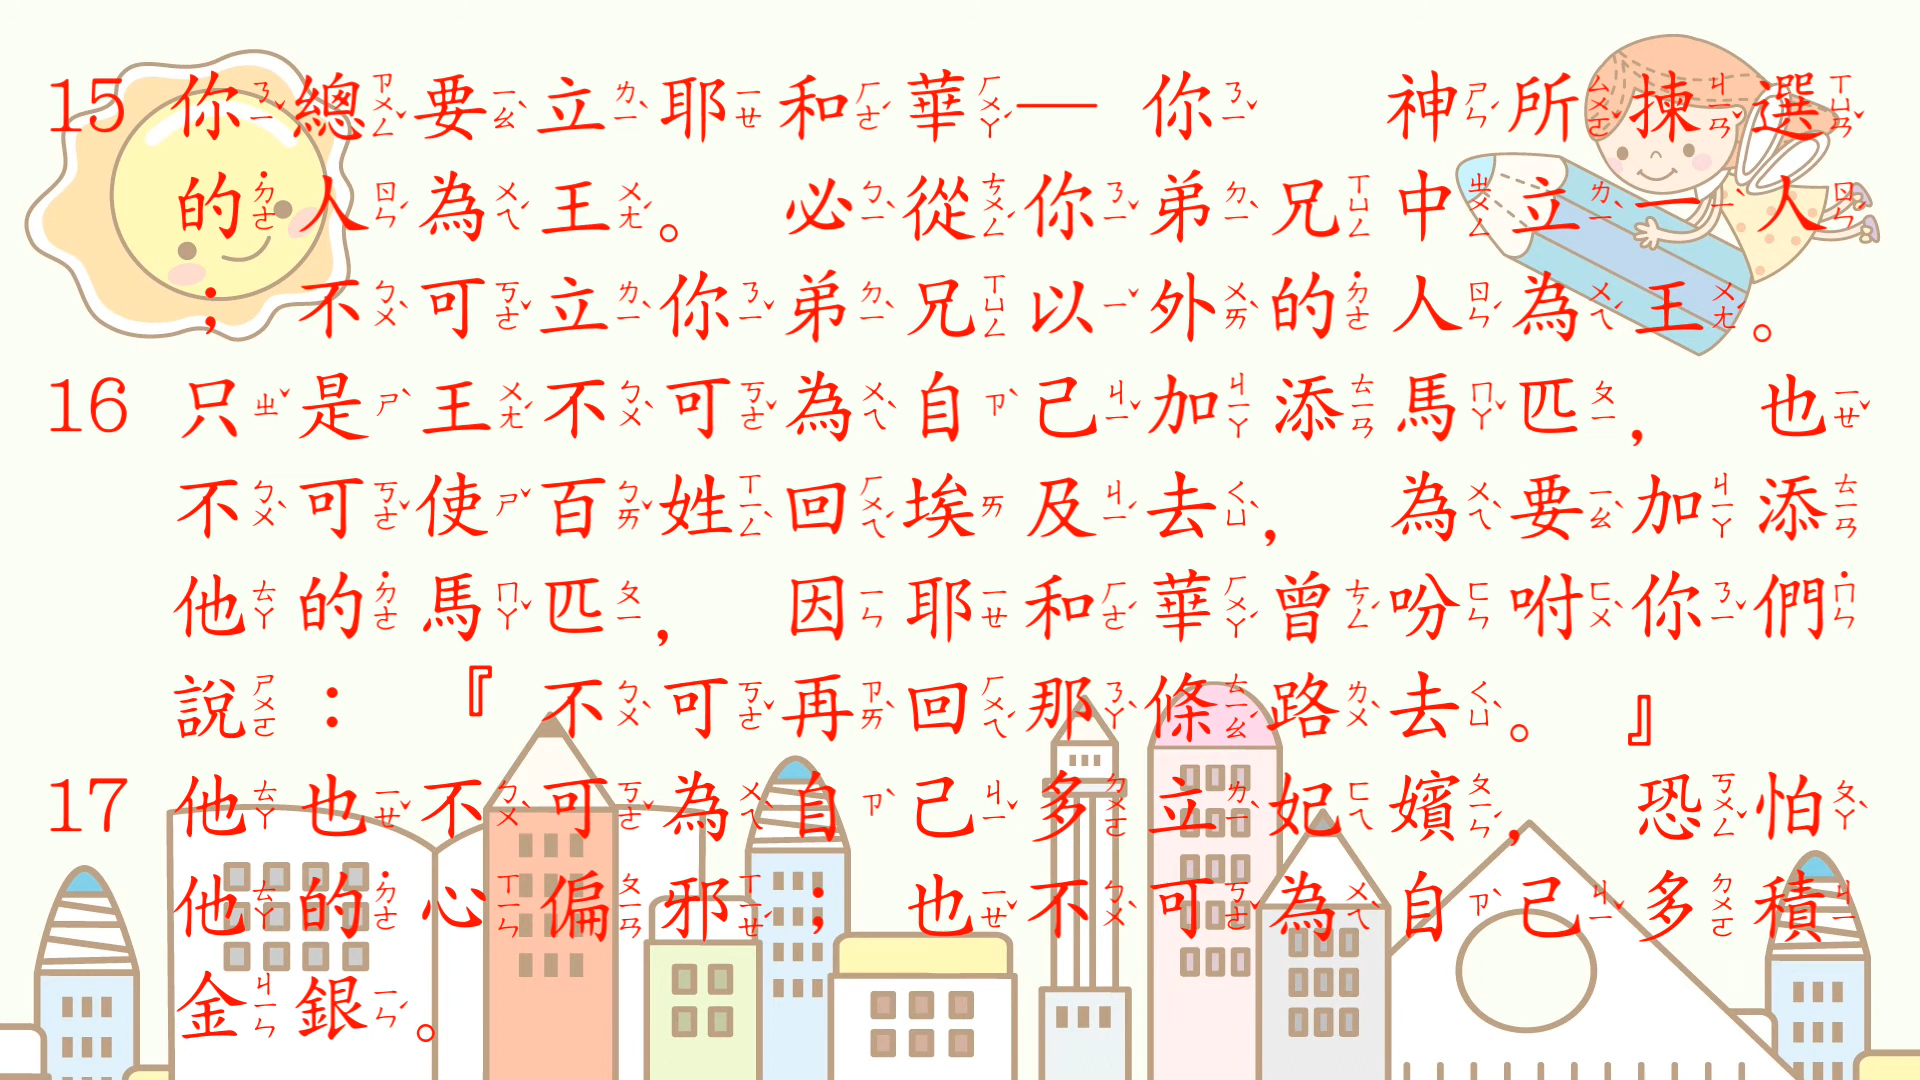 15 你總要立耶和華— 你　神所揀選
的人為王。 必從你弟兄中立一人
； 不可立你弟兄以外的人為王。
16 只是王不可為自己加添馬匹， 也
不可使百姓回埃及去， 為要加添
他的馬匹， 因耶和華曾吩咐你們
說： 『不可再回那條路去。 』
17 他也不可為自己多立妃嬪， 恐怕
他的心偏邪； 也不可為自己多積
金銀。